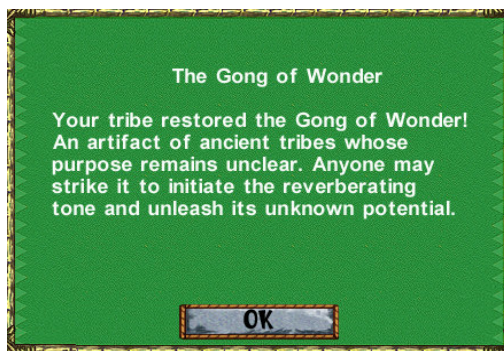 The Gong of Wonder
Your tribe restored the Gong of Wonder!
An artifact of ancient tribes whose
purpose remains unclear. Anyone may
strike it to initiate the reverberating
tone and unleash its unknown potential.
OK